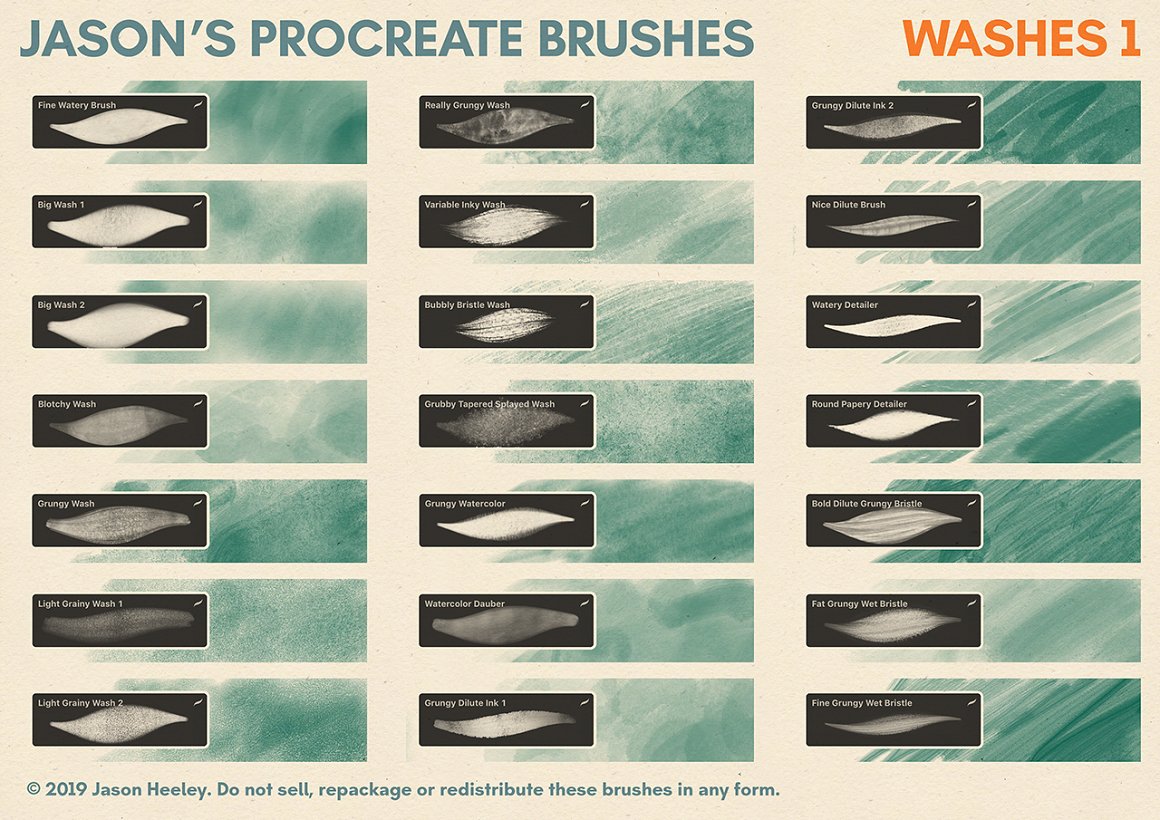 JASON'S PROCREATE BRUSHES
WASHES 1
Fine Watery Brush
Big Wash 1
Big Wash 2
Blotchy Wash
Grungy Wash
Light Grainy Wash 1
Light Grainy Wash 2
Really Grungy Wash
Variable Inky Wash
Bubbly Bristle Wash
Grubby Tapered Splayed Wash
Grungy Watercolor
Watercolor Dauber
Grungy Dilute Ink 1
Grungy Dilute Ink 2
Nice Dilute Brush
Watery Detailer
Round Papery Detailer
Bold Dilute Grungy Bristle
Fat Grungy Wet Bristle
Fine Grungy Wet Bristle
© 2019 Jason Heeley. Do not sell, repackage or redistribute these brushes in any form.